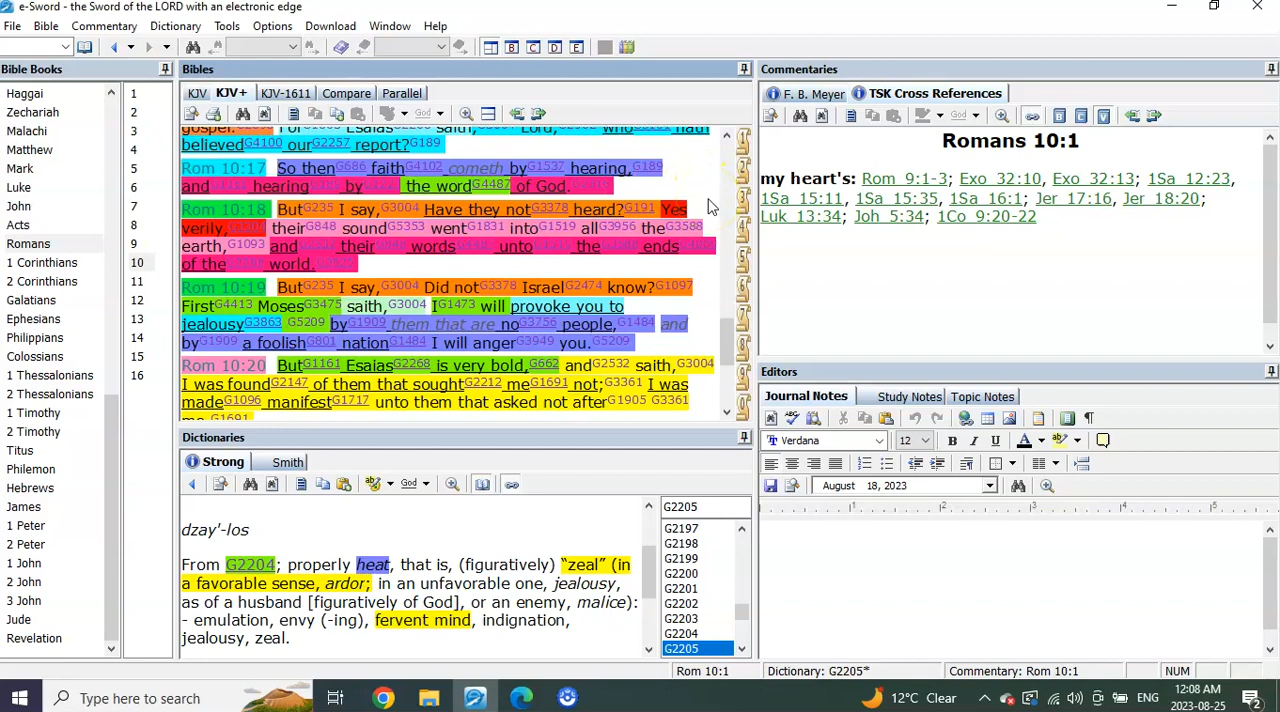 e-Sword - the Sword of the LORD with an electronic edge
File Bible Commentary Dictionary Tools Options Download Window Help
B C D E
Bible Books
Haggai
Zechariah
Malachi
Matthew
Mark
Luke
John
Acts
Romans
1 Corinthians
2 Corinthians
Galatians
Ephesians
Philippians
Colossians
1 Thessalonians
2 Thessalonians
1 Timothy
2 Timothy
Titus
Philemon
Hebrews
James
1 Peter
2 Peter
1 John
2 John
3 John
Jude
Revelation
1
2
3
4
5
6
7
8
9
10
11
12
13
14
15
16
Bibles
KJV KJV+ KJV-1611 Compare Parallel
God
believed G4100 our G2257 report? G189
Rom 10:17 So then G686 faith G4102 cometh by G1537 hearing, G189
and hearing by the word G4487 of God.
Rom 10:18 But G235 I say, G3004 Have they not G3378 heard? G191 Yes
verily, their G848 sound G5353 went G1831 into G1519 all G3956 the G3588
earth, G1093 and their words unto the ends
of the world.
Rom 10:19 But G235 I say, G3004 Did not G3378 Israel G2474 know? G1097
First G4413 Moses G3475 saith, G3004 I G1473 will provoke you to
jealousy G3863 G5209 by G1909 them that are no G3756 people, G1484 and
by G1909 a foolish G801 nation G1484 I will anger G3949 you. G5209
Rom 10:20 But G1161 Esaias G2268 is very bold, G662 and G2532 saith, G3004
I was found G2147 of them that sought G2212 me G1691 not; G3361 I was
made G1096 manifest G1717 unto them that asked not after G1905 G3361
Dictionaries
Strong Smith
God
dzay'-los
From G2204; properly heat, that is, (figuratively) “zeal” (in
a favorable sense, ardor; in an unfavorable one, jealousy,
as of a husband [figuratively of God], or an enemy, malice):
- emulation, envy (-ing), fervent mind, indignation,
jealousy, zeal.
G2205
G2197
G2198
G2199
G2200
G2201
G2202
G2203
G2204
G2205
Commentaries
F. B. Meyer TSK Cross References
God
Romans 10:1
my heart's: Rom 9:1-3; Exo 32:10, Exo 32:13; 1Sa 12:23,
1Sa 15:11, 1Sa 15:35, 1Sa 16:1; Jer 17:16, Jer 18:20;
Luk 13:34; Joh 5:34; 1Co 9:20-22
Editors
Journal Notes Study Notes Topic Notes
Verdana 12 B I U A ab
August 18, 2023
1 2 3 4 5
Rom 10:1 Dictionary: G2205* Commentary: Rom 10:1 NUM
Type here to search
12°C Clear
ENG
12:08 AM
2023-08-25
2